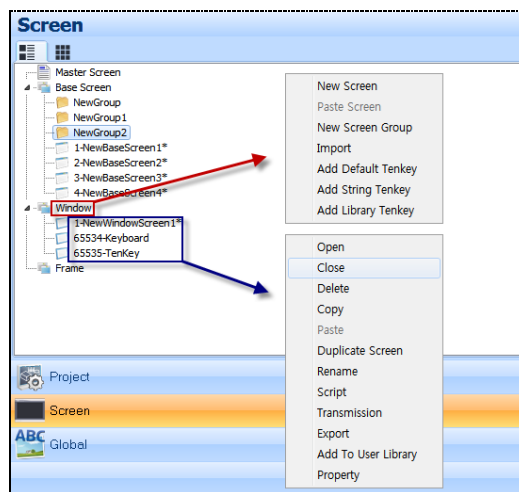 Screen
Master Screen
Base Screen
NewGroup
NewGroup1
NewGroup2
1-NewBaseScreen1*
2-NewBaseScreen2*
3-NewBaseScreen3*
4-NewBaseScreen4*
Window
1-NewWindowScreen1*
65534-Keyboard
65535-TenKey
Frame
New Screen
Paste Screen
New Screen Group
Import
Add Default Tenkey
Add String Tenkey
Add Library Tenkey
Open
Close
Delete
Copy
Paste
Duplicate Screen
Rename
Script
Transmission
Export
Add To User Library
Property
Project
Screen
ABC Global